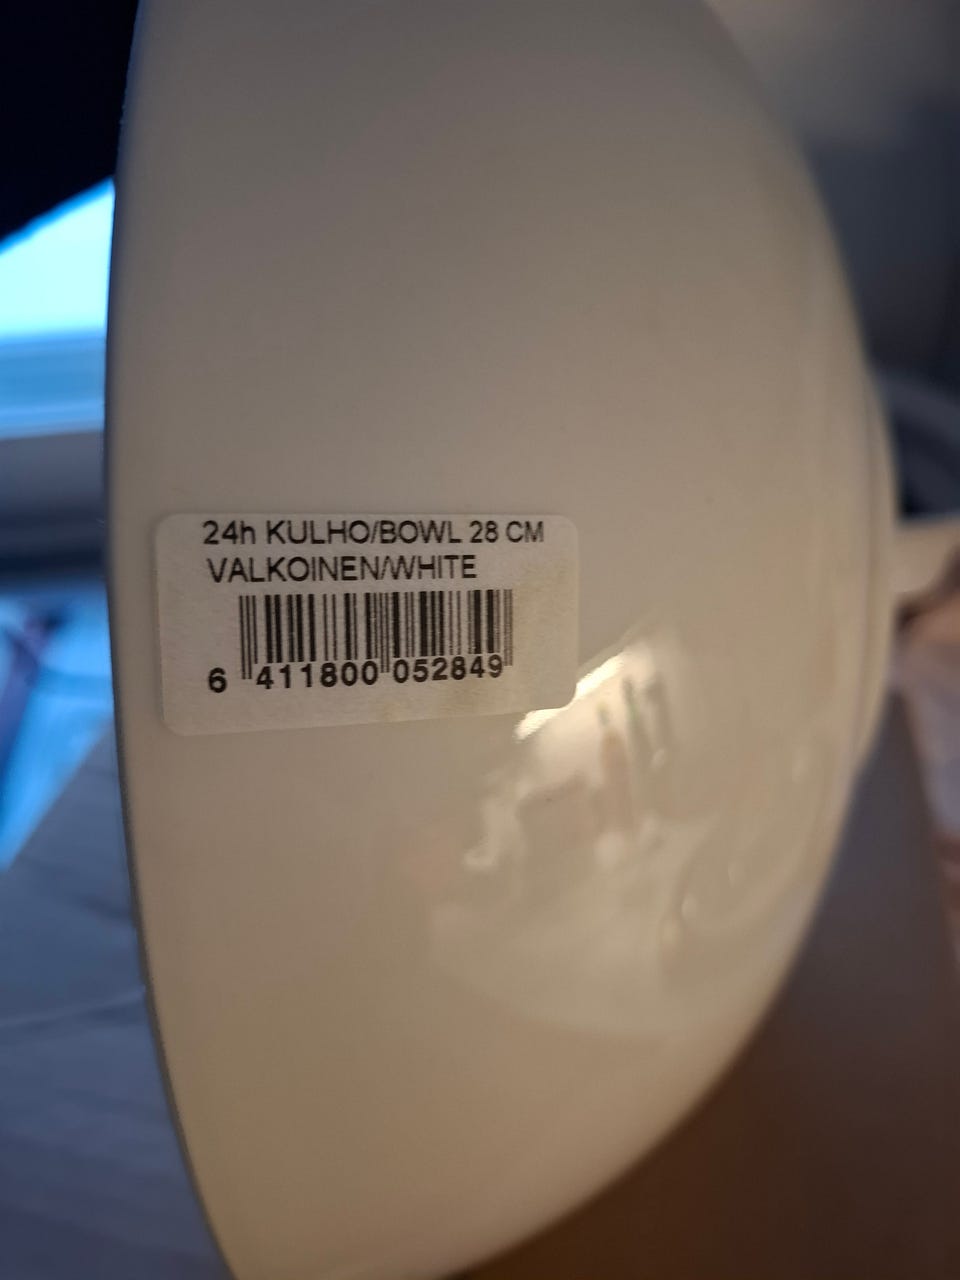 24h KULHO/BOWL 28 CM
VALKOINEN/WHITE
6 411800 052849